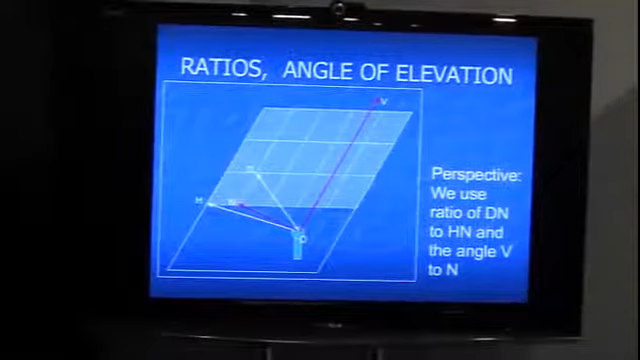 RATIOS, ANGLE OF ELEVATION
V
H
Perspective:
We use
ratio of DN
to HN and
the angle V
to N